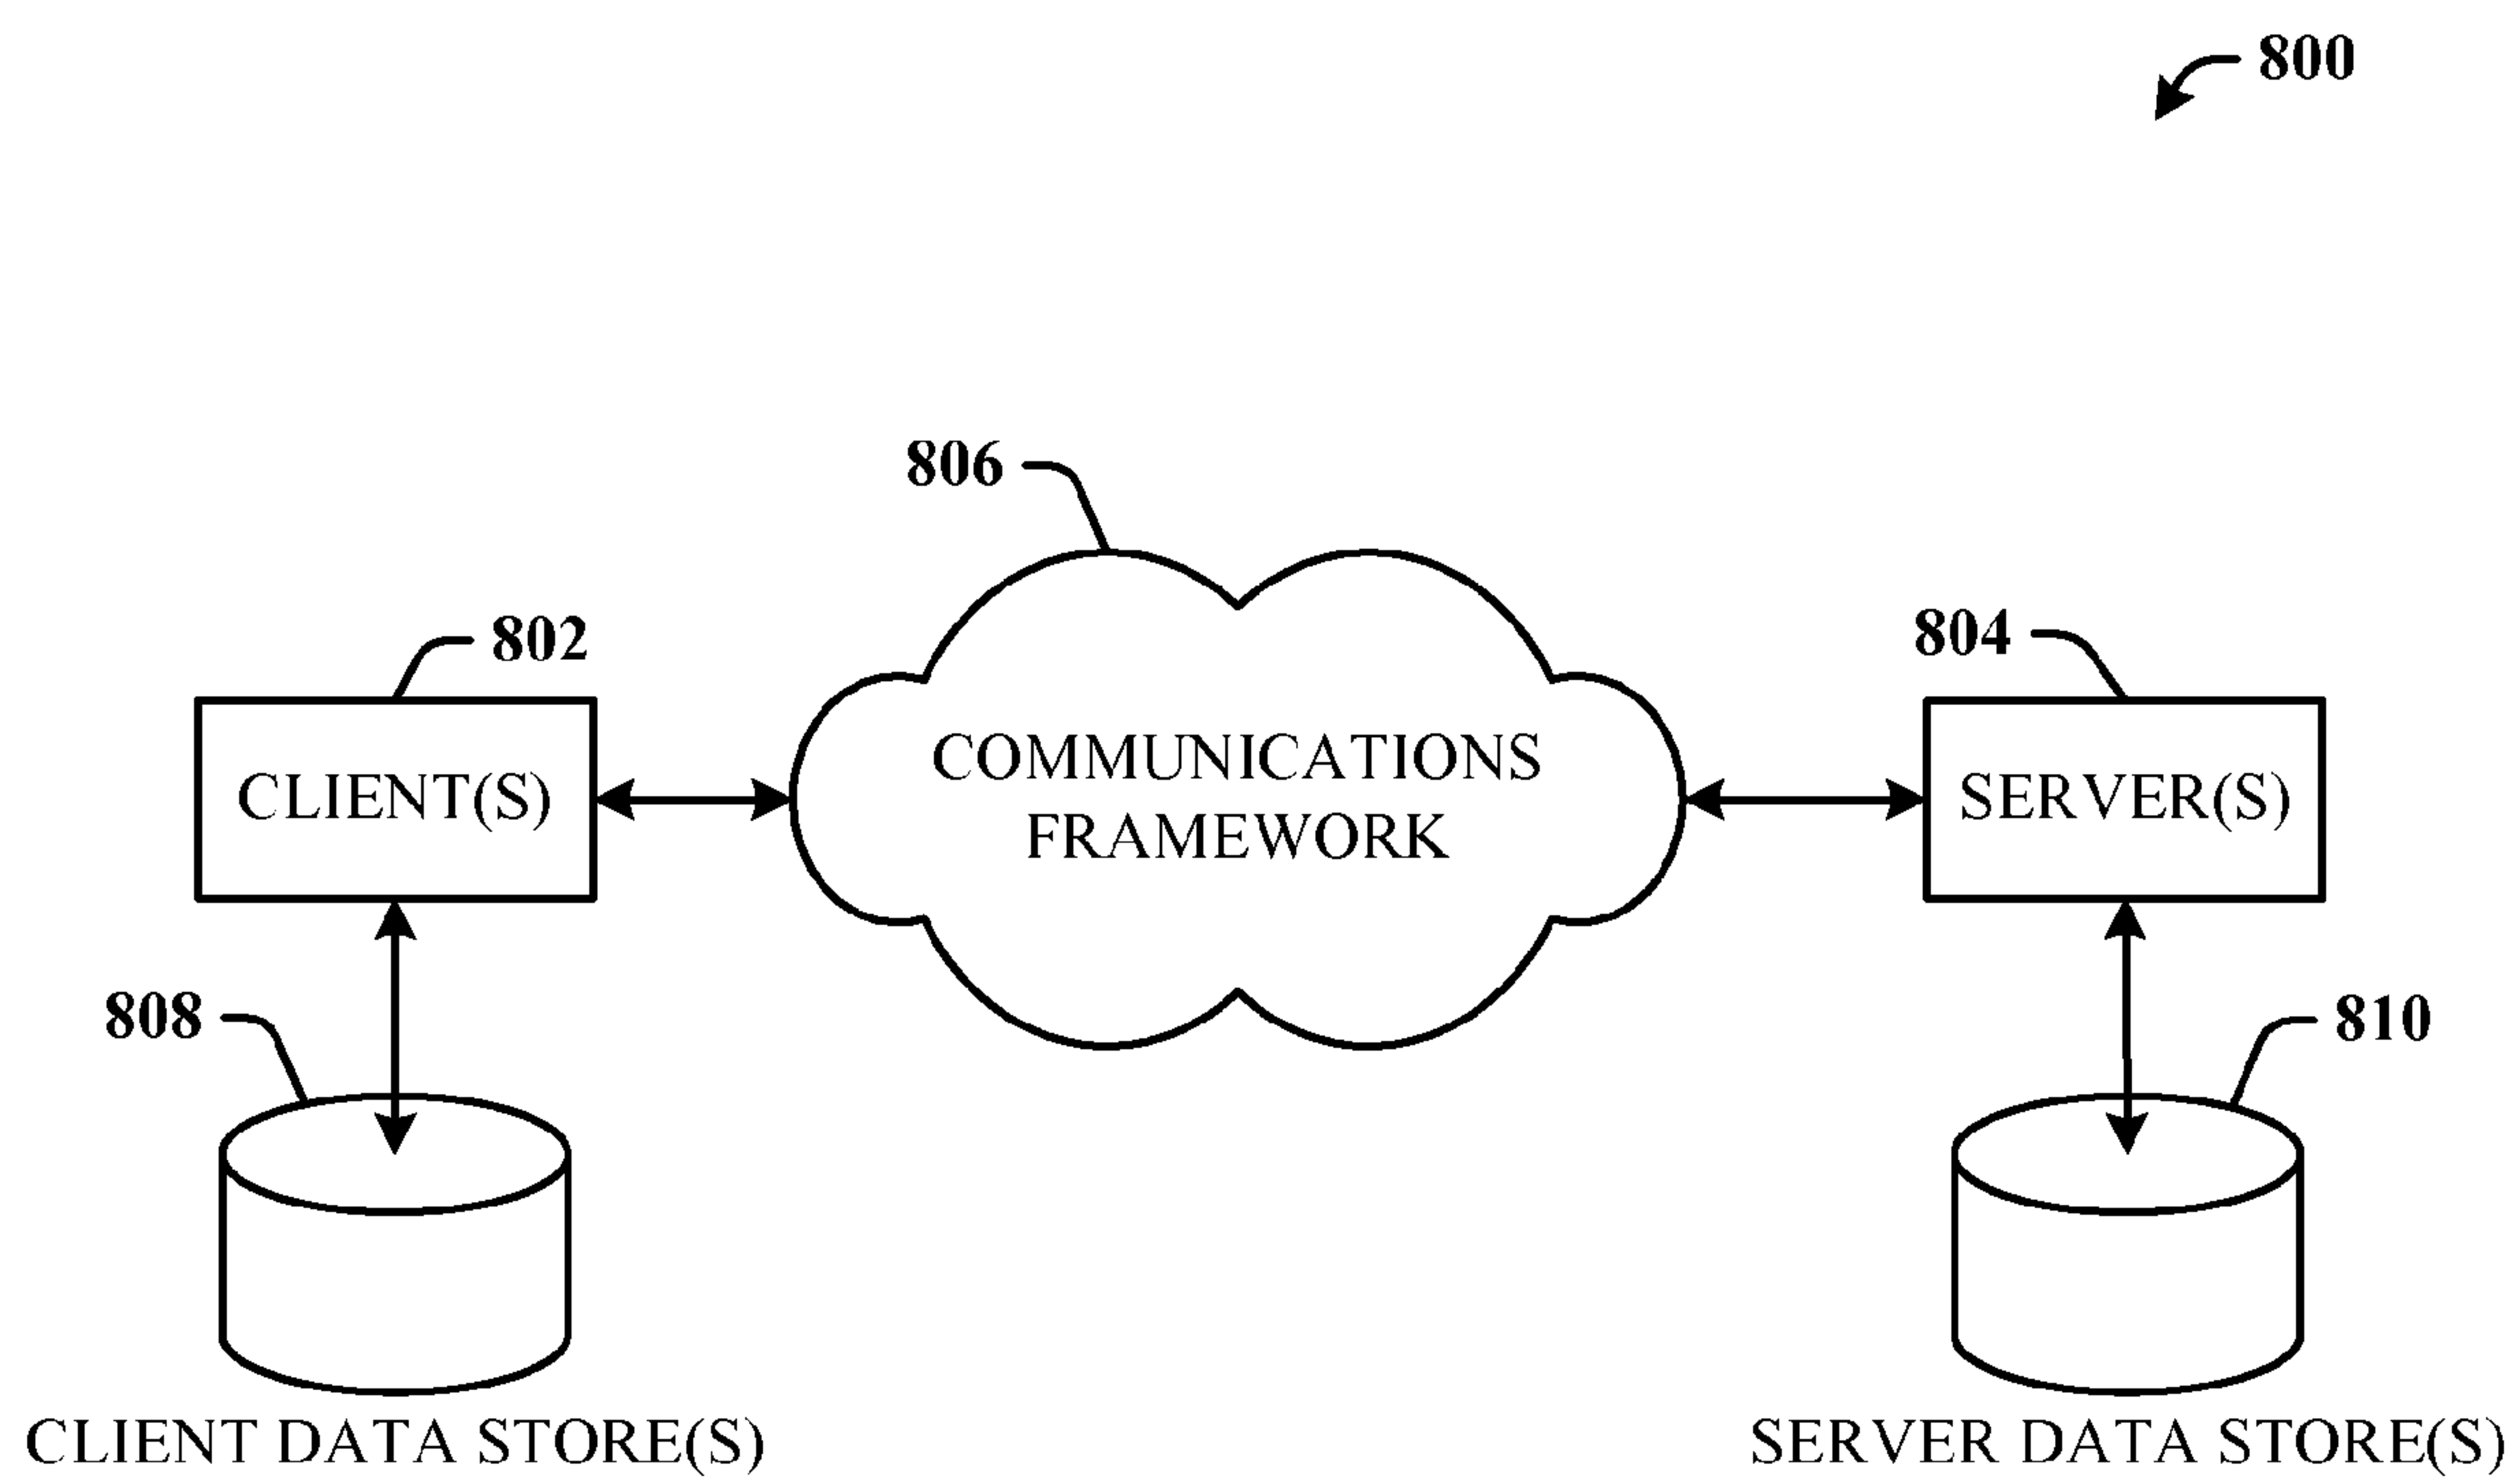 800
806
802
804
CLIENT(S)
COMMUNICATIONS
FRAMEWORK
SERVER(S)
808
810
CLIENT DATA STORE(S)
SERVER DATA STORE(S)